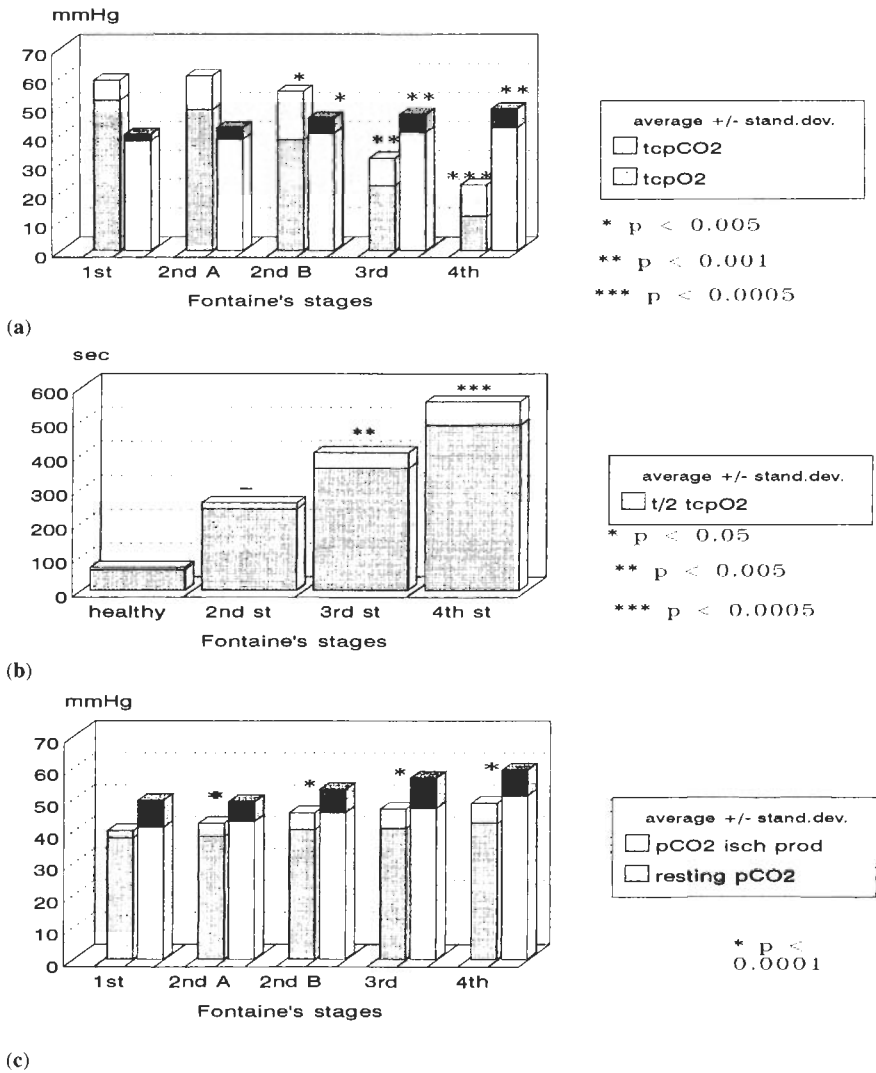 mmHg
70
60
50
40
30
20
10
0
*
*
**
**
***
**
1st 2nd A 2nd B 3rd 4th
Fontaine's stages
average +/- stand.dov.
tcpCO2
tcpO2
* p < 0.005
** p < 0.001
*** p < 0.0005
(a)
sec
600
500
400
300
200
100
0
–
**
***
healthy 2nd st 3rd st 4th st
Fontaine's stages
average +/- stand.dev.
t/2 tcpO2
* p < 0.05
** p < 0.005
*** p < 0.0005
(b)
mmHg
70
60
50
40
30
20
10
0
* * * *
1st 2nd A 2nd B 3rd 4th
Fontaine's stages
average +/- stand.dev.
pCO2 isch prod
resting pCO2
* p <
0.0001
(c)